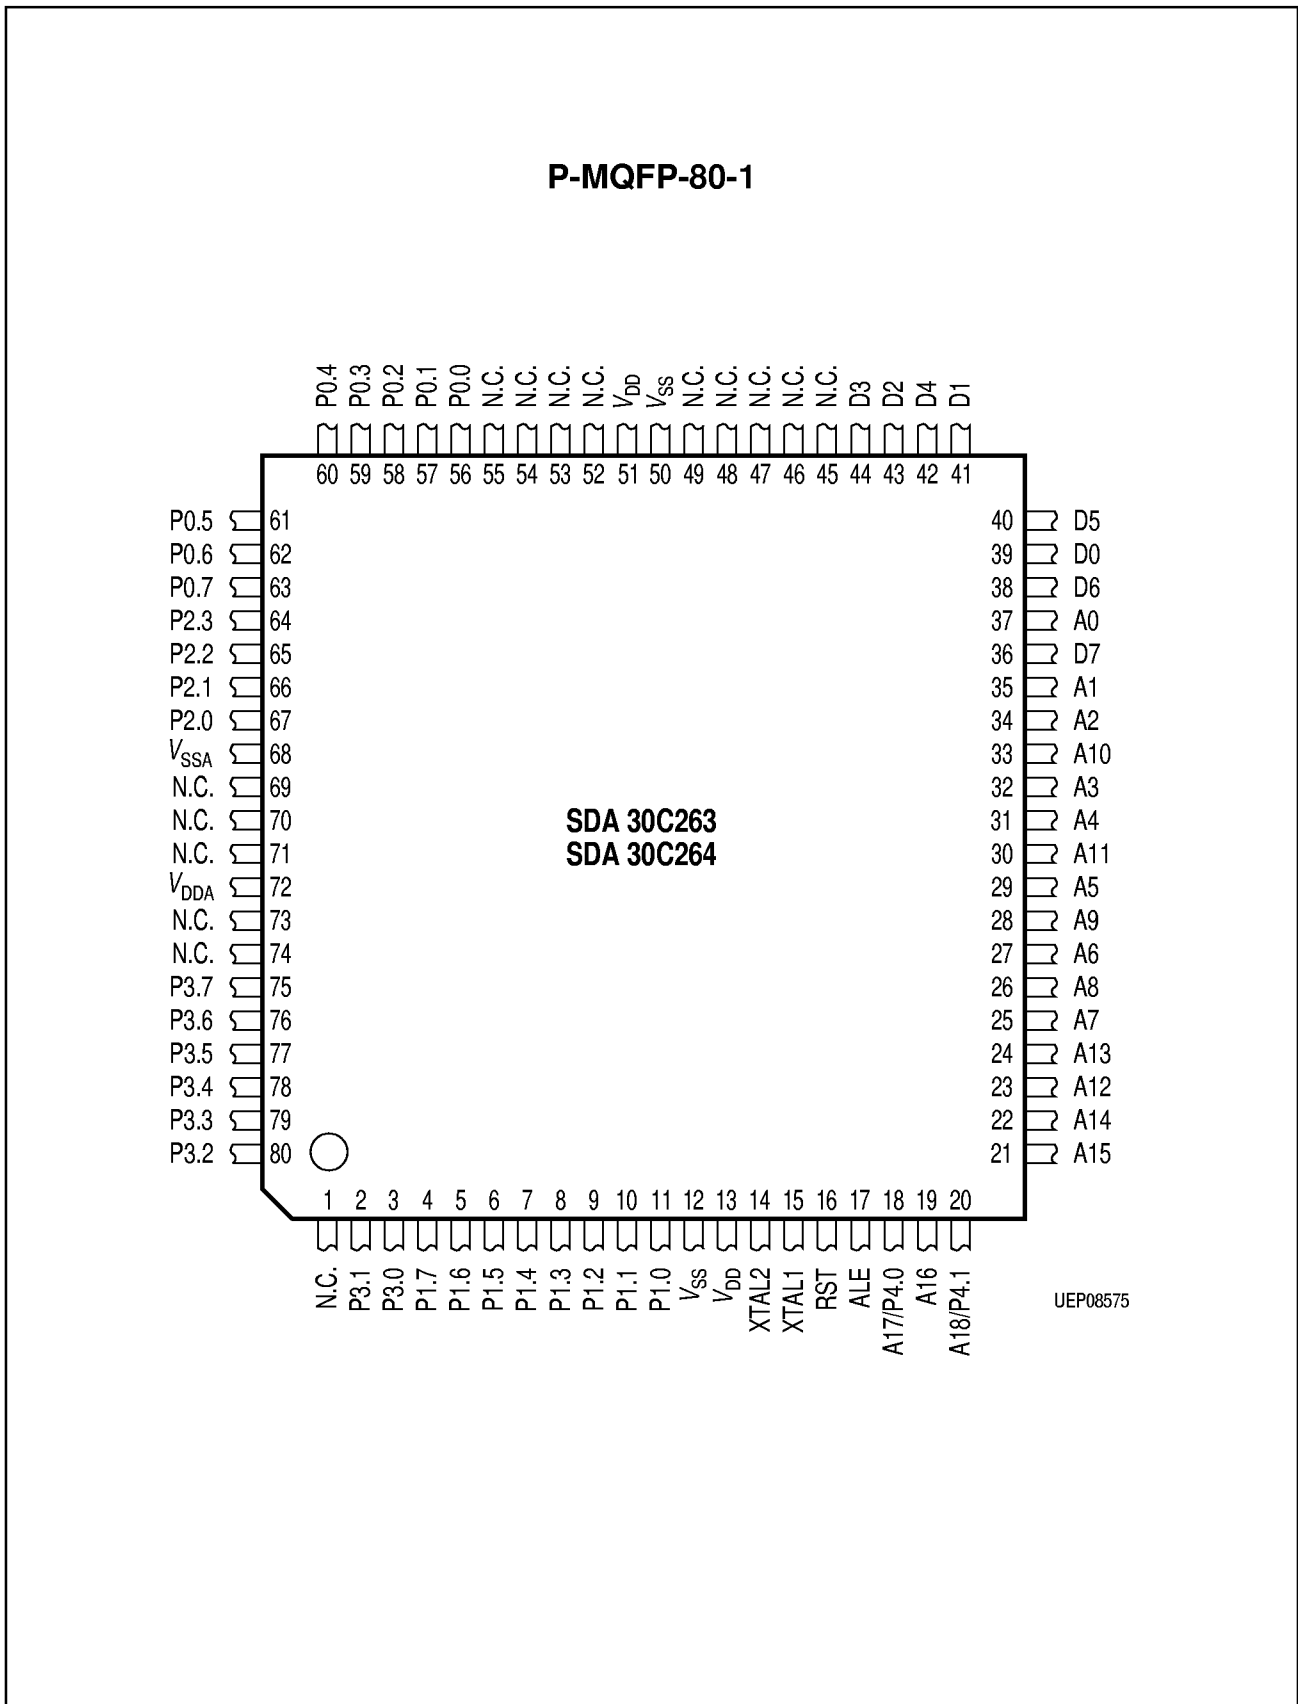 P-MQFP-80-1
P0.4 P0.3 P0.2 P0.1 P0.0 N.C. N.C. N.C. N.C. VDD VSS N.C. N.C. N.C. N.C. N.C. D3 D2 D4 D1
60 59 58 57 56 55 54 53 52 51 50 49 48 47 46 45 44 43 42 41
P0.5 61 40 D5
P0.6 62 39 D0
P0.7 63 38 D6
P2.3 64 37 A0
P2.2 65 36 D7
P2.1 66 35 A1
P2.0 67 34 A2
VSSA 68 33 A10
N.C. 69 32 A3
N.C. 70 SDA 30C263 31 A4
N.C. 71 SDA 30C264 30 A11
VDDA 72 29 A5
N.C. 73 28 A9
N.C. 74 27 A6
P3.7 75 26 A8
P3.6 76 25 A7
P3.5 77 24 A13
P3.4 78 23 A12
P3.3 79 22 A14
P3.2 80 21 A15
1 2 3 4 5 6 7 8 9 10 11 12 13 14 15 16 17 18 19 20
N.C. P3.1 P3.0 P1.7 P1.6 P1.5 P1.4 P1.3 P1.2 P1.1 P1.0 VSS VDD XTAL2 XTAL1 RST ALE A17/P4.0 A16 A18/P4.1
UEP08575